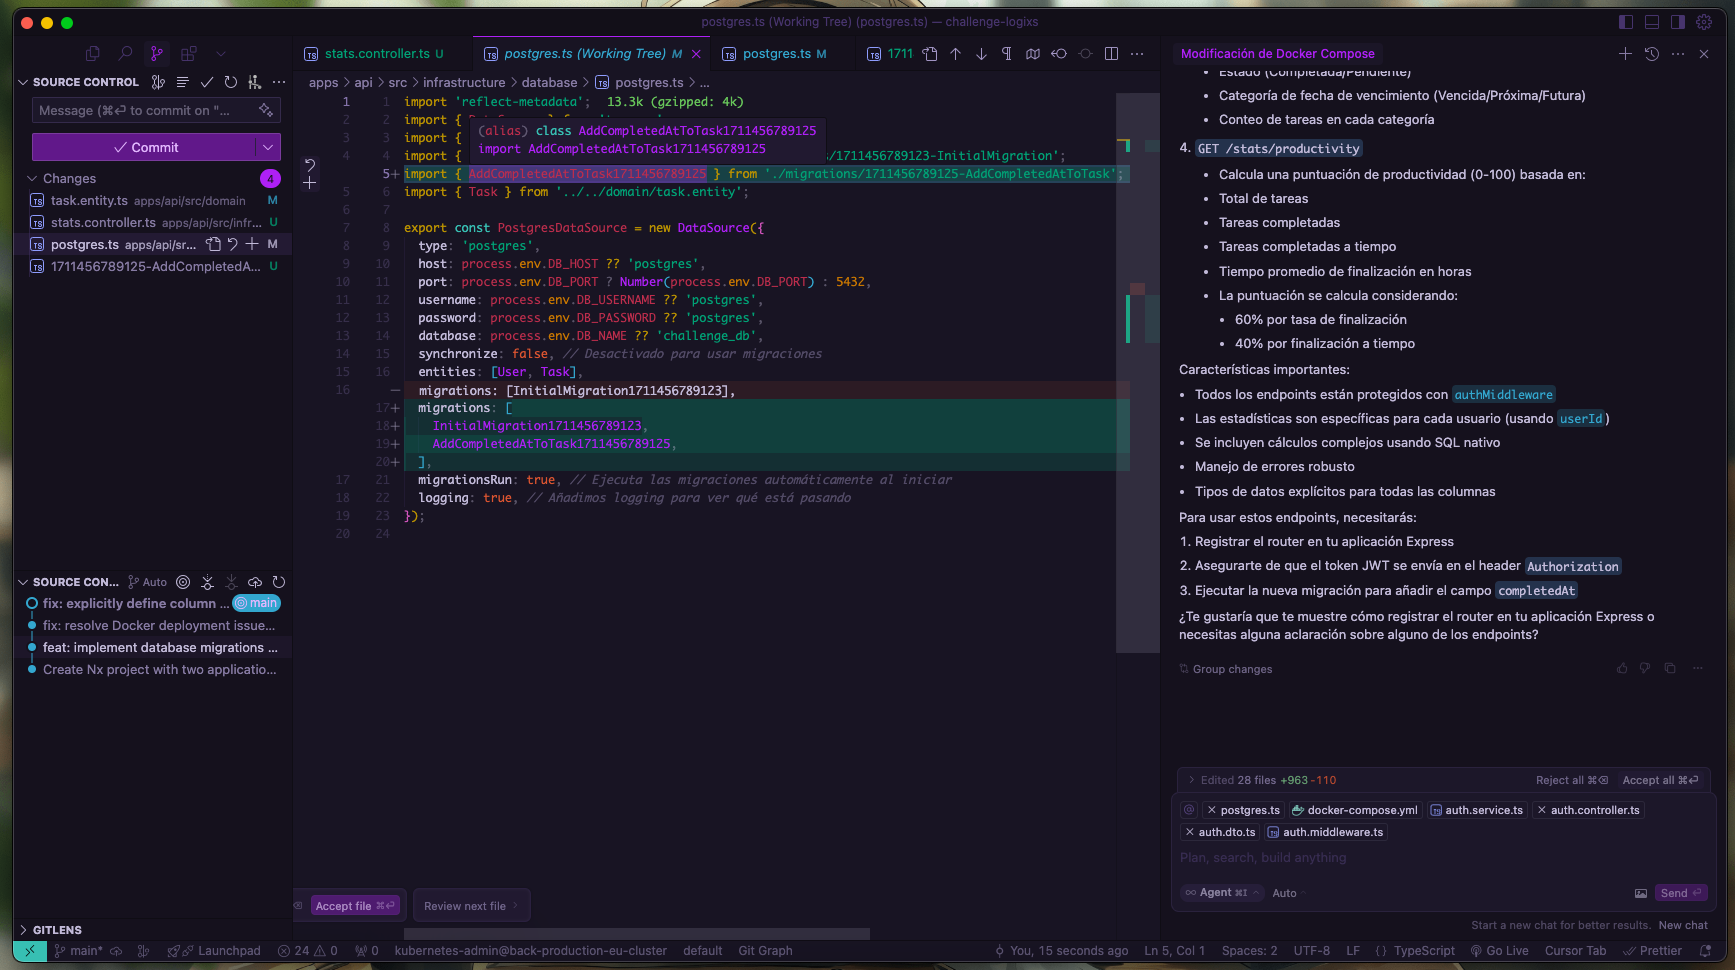 postgres.ts (Working Tree) (postgres.ts) — challenge-logixs
SOURCE CONTROL
Message (⌘⏎ to commit on "...
Commit
Changes
4
task.entity.ts apps/api/src/domain M
stats.controller.ts apps/api/src/infr... U
postgres.ts apps/api/sr... M
1711456789125-AddCompletedA... U
SOURCE CON... Auto
fix: explicitly define column ... main
fix: resolve Docker deployment issue...
feat: implement database migrations ...
Create Nx project with two applicatio...
GITLENS
stats.controller.ts U
postgres.ts (Working Tree) M
postgres.ts M
1711
apps > api > src > infrastructure > database > postgres.ts > ...
1 1 import 'reflect-metadata'; 13.3k (gzipped: 4k)
2 2 import {
3 3 import {
4 4 import { s/1711456789123-InitialMigration';
(alias) class AddCompletedAtToTask1711456789125
import AddCompletedAtToTask1711456789125
5+ import { AddCompletedAtToTask1711456789125 } from './migrations/1711456789125-AddCompletedAtToTask';
5 6 import { Task } from '../../domain/task.entity';
6 7
7 8 export const PostgresDataSource = new DataSource({
8 9 type: 'postgres',
9 10 host: process.env.DB_HOST ?? 'postgres',
10 11 port: process.env.DB_PORT ? Number(process.env.DB_PORT) : 5432,
11 12 username: process.env.DB_USERNAME ?? 'postgres',
12 13 password: process.env.DB_PASSWORD ?? 'postgres',
13 14 database: process.env.DB_NAME ?? 'challenge_db',
14 15 synchronize: false, // Desactivado para usar migraciones
15 16 entities: [User, Task],
16 — migrations: [InitialMigration1711456789123],
17+ migrations: [
18+ InitialMigration1711456789123,
19+ AddCompletedAtToTask1711456789125,
20+ ],
17 21 migrationsRun: true, // Ejecuta las migraciones automáticamente al iniciar
18 22 logging: true, // Añadimos logging para ver qué está pasando
19 23 });
20 24
Accept file ⌘⏎
Review next file
Modificación de Docker Compose
• Estado (Completada/Pendiente)
• Categoría de fecha de vencimiento (Vencida/Próxima/Futura)
• Conteo de tareas en cada categoría
4. GET /stats/productivity
• Calcula una puntuación de productividad (0-100) basada en:
• Total de tareas
• Tareas completadas
• Tareas completadas a tiempo
• Tiempo promedio de finalización en horas
• La puntuación se calcula considerando:
• 60% por tasa de finalización
• 40% por finalización a tiempo
Características importantes:
• Todos los endpoints están protegidos con authMiddleware
• Las estadísticas son específicas para cada usuario (usando userId)
• Se incluyen cálculos complejos usando SQL nativo
• Manejo de errores robusto
• Tipos de datos explícitos para todas las columnas
Para usar estos endpoints, necesitarás:
1. Registrar el router en tu aplicación Express
2. Asegurarte de que el token JWT se envía en el header Authorization
3. Ejecutar la nueva migración para añadir el campo completedAt
¿Te gustaría que te muestre cómo registrar el router en tu aplicación Express o
necesitas alguna aclaración sobre alguno de los endpoints?
Group changes
Edited 28 files +963 -110 Reject all ⌘⌫ Accept all ⌘⏎
@ × postgres.ts docker-compose.yml auth.service.ts × auth.controller.ts
× auth.dto.ts auth.middleware.ts
Plan, search, build anything
∞ Agent ⌘I Auto Send ⏎
Start a new chat for better results. New chat
main* Launchpad 24 0 0 kubernetes-admin@back-production-eu-cluster default Git Graph You, 15 seconds ago Ln 5, Col 1 Spaces: 2 UTF-8 LF {} TypeScript Go Live Cursor Tab Prettier